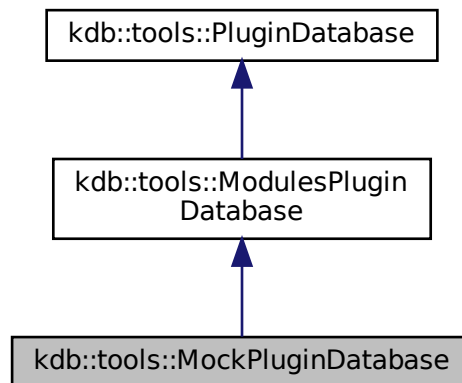 kdb::tools::PluginDatabase
kdb::tools::ModulesPlugin
Database
kdb::tools::MockPluginDatabase